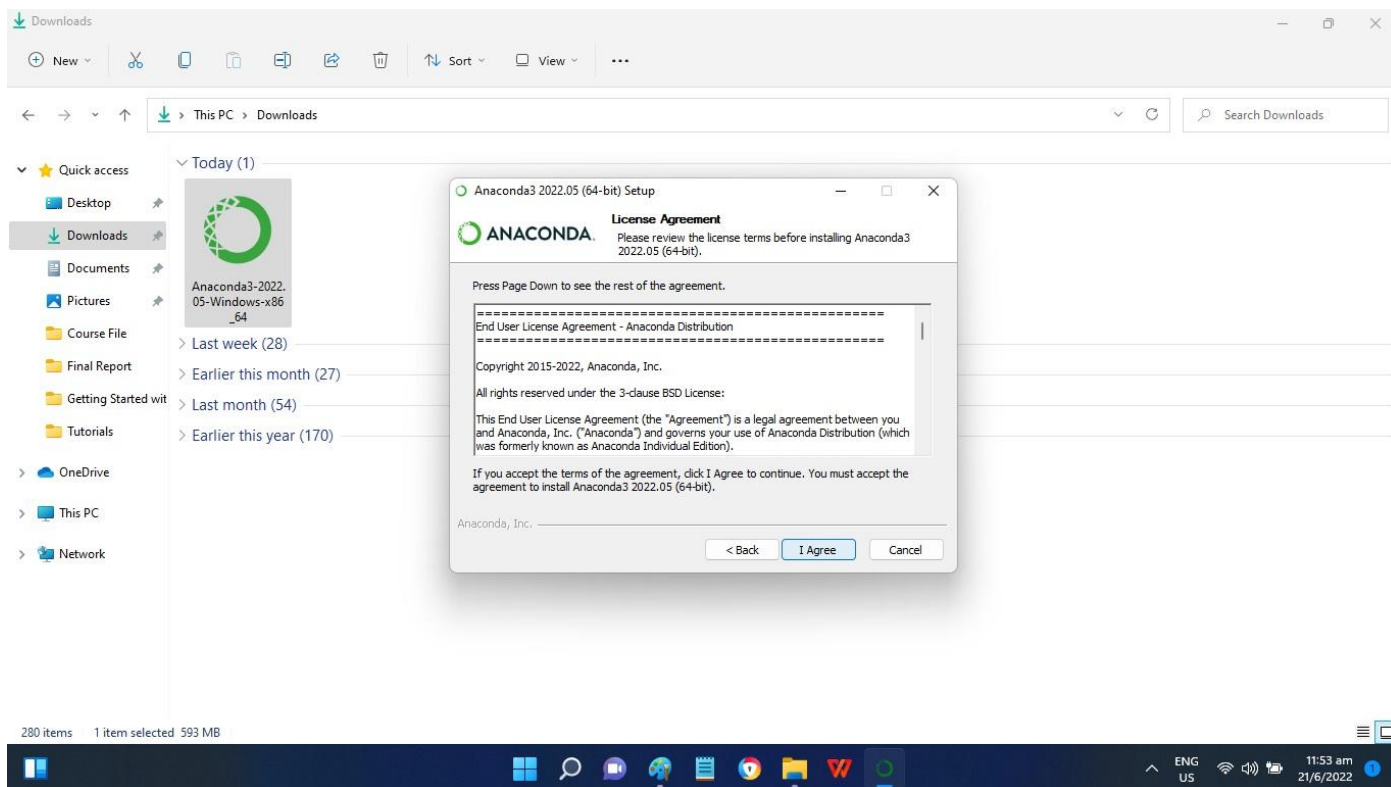 Downloads
New
Sort
View
This PC > Downloads
Search Downloads
Quick access
Desktop
Downloads
Documents
Pictures
Course File
Final Report
Getting Started wit
Tutorials
OneDrive
This PC
Network
Today (1)
Anaconda3-2022.
05-Windows-x86
_64
Last week (28)
Earlier this month (27)
Last month (54)
Earlier this year (170)
Anaconda3 2022.05 (64-bit) Setup
ANACONDA.
License Agreement
Please review the license terms before installing Anaconda3
2022.05 (64-bit).
Press Page Down to see the rest of the agreement.
===================================================
End User License Agreement - Anaconda Distribution
===================================================
Copyright 2015-2022, Anaconda, Inc.
All rights reserved under the 3-clause BSD License:
This End User License Agreement (the "Agreement") is a legal agreement between you
and Anaconda, Inc. ("Anaconda") and governs your use of Anaconda Distribution (which
was formerly known as Anaconda Individual Edition).
If you accept the terms of the agreement, click I Agree to continue. You must accept the
agreement to install Anaconda3 2022.05 (64-bit).
Anaconda, Inc.
< Back
I Agree
Cancel
280 items 1 item selected 593 MB
ENG
US
11:53 am
21/6/2022
1